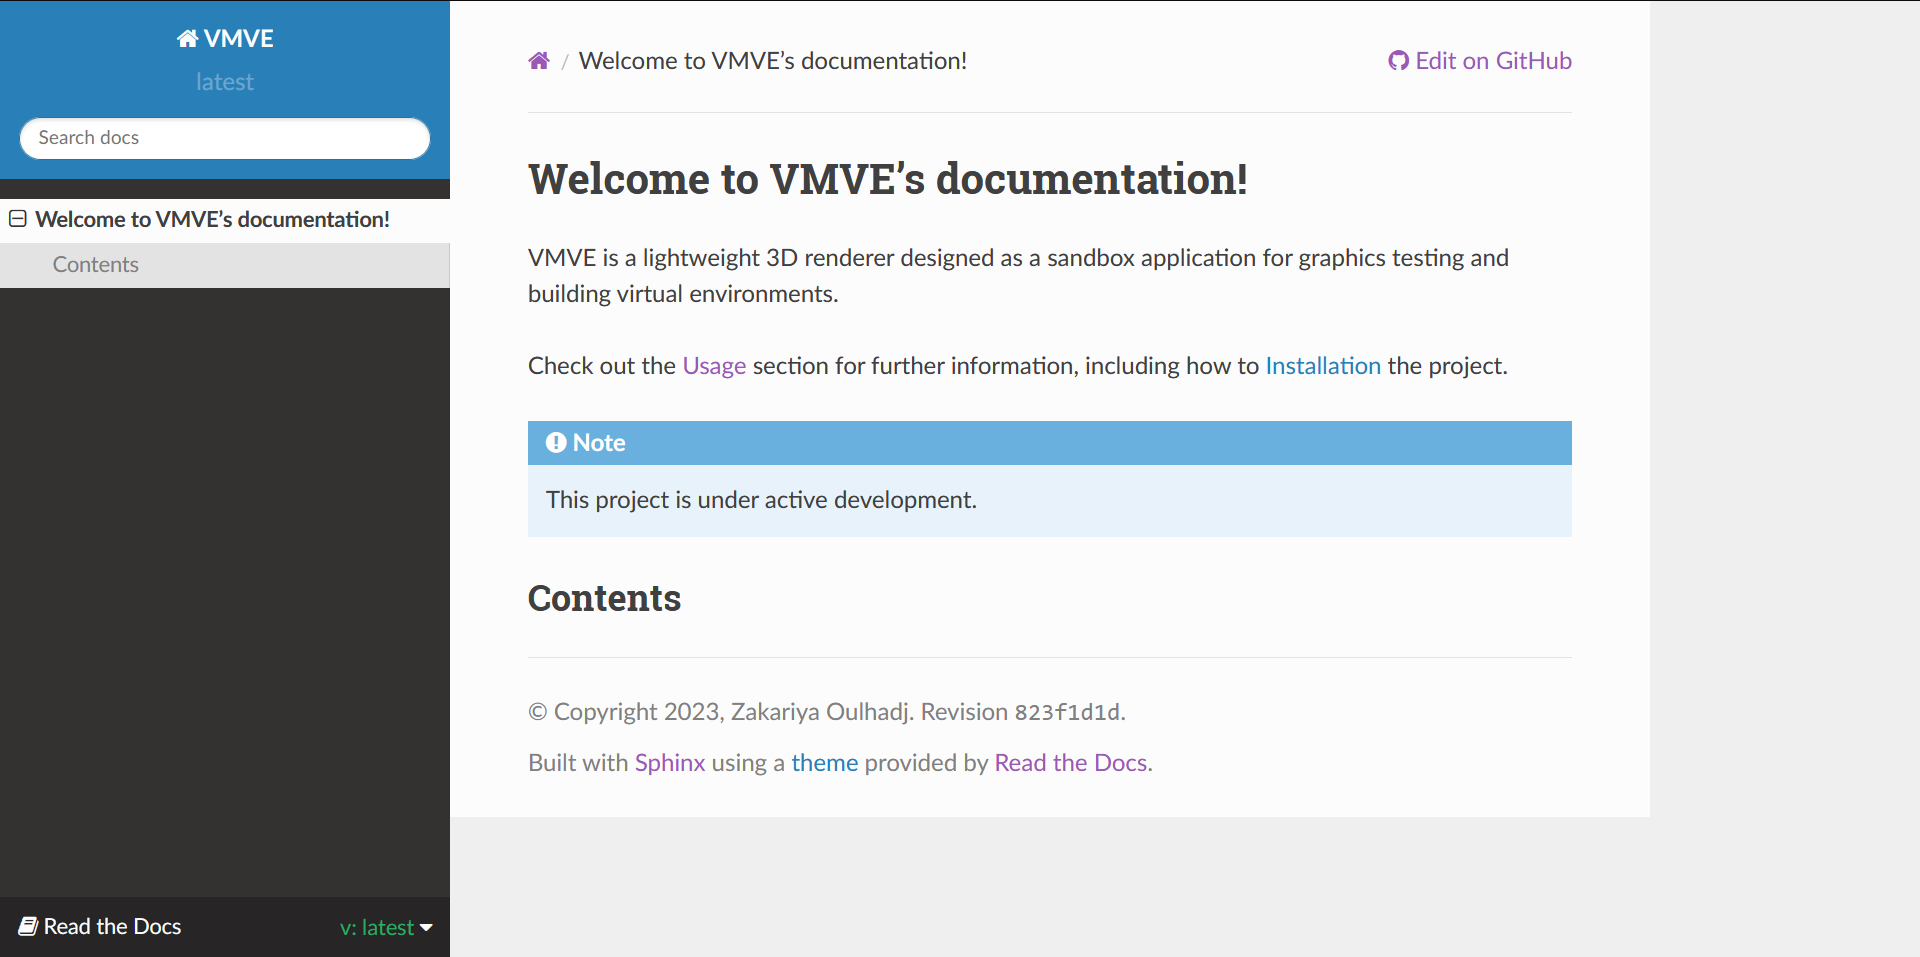 VMVE
latest
Search docs
Welcome to VMVE’s documentation!
Contents
Read the Docs
v: latest
/ Welcome to VMVE’s documentation!
Edit on GitHub
Welcome to VMVE’s documentation!
VMVE is a lightweight 3D renderer designed as a sandbox application for graphics testing and
building virtual environments.
Check out the Usage section for further information, including how to Installation the project.
Note
This project is under active development.
Contents
© Copyright 2023, Zakariya Oulhadj. Revision 823f1d1d.
Built with Sphinx using a theme provided by Read the Docs.